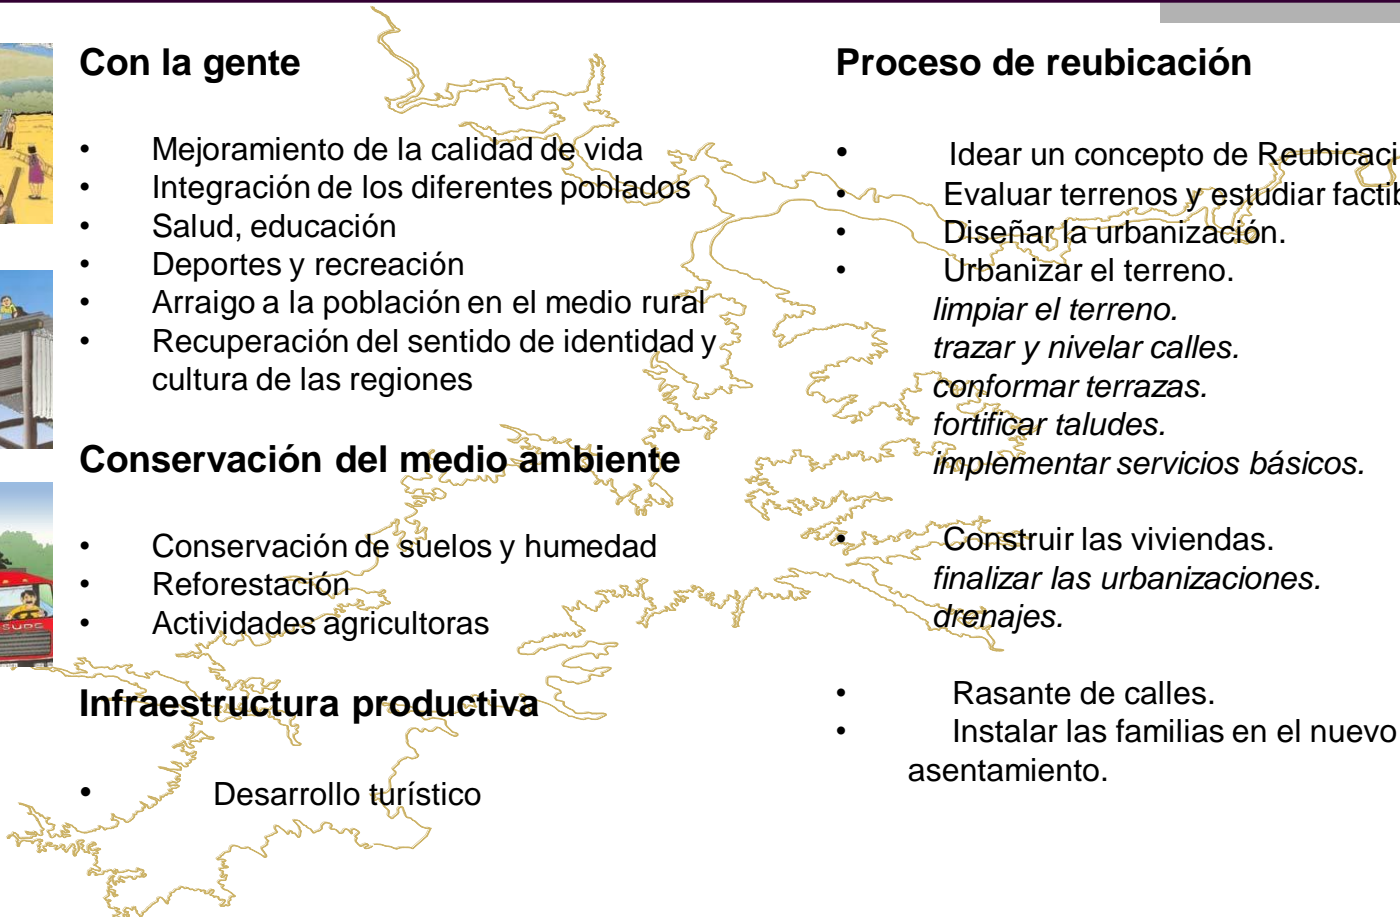 Con la gente
• Mejoramiento de la calidad de vida
• Integración de los diferentes poblados
• Salud, educación
• Deportes y recreación
• Arraigo a la población en el medio rural
• Recuperación del sentido de identidad y
cultura de las regiones
Conservación del medio ambiente
• Conservación de suelos y humedad
• Reforestación
• Actividades agricultoras
Infraestructura productiva
• Desarrollo turístico
Proceso de reubicación
• Idear un concepto de
• Evaluar terrenos y estudiar
• Diseñar la urbanización.
• Urbanizar el terreno.
limpiar el terreno.
trazar y nivelar calles.
conformar terrazas.
fortificar taludes.
implementar servicios básicos.
• Construir las viviendas.
finalizar las urbanizaciones.
drenajes.
• Rasante de calles.
• Instalar las familias en el nuevo
asentamiento.